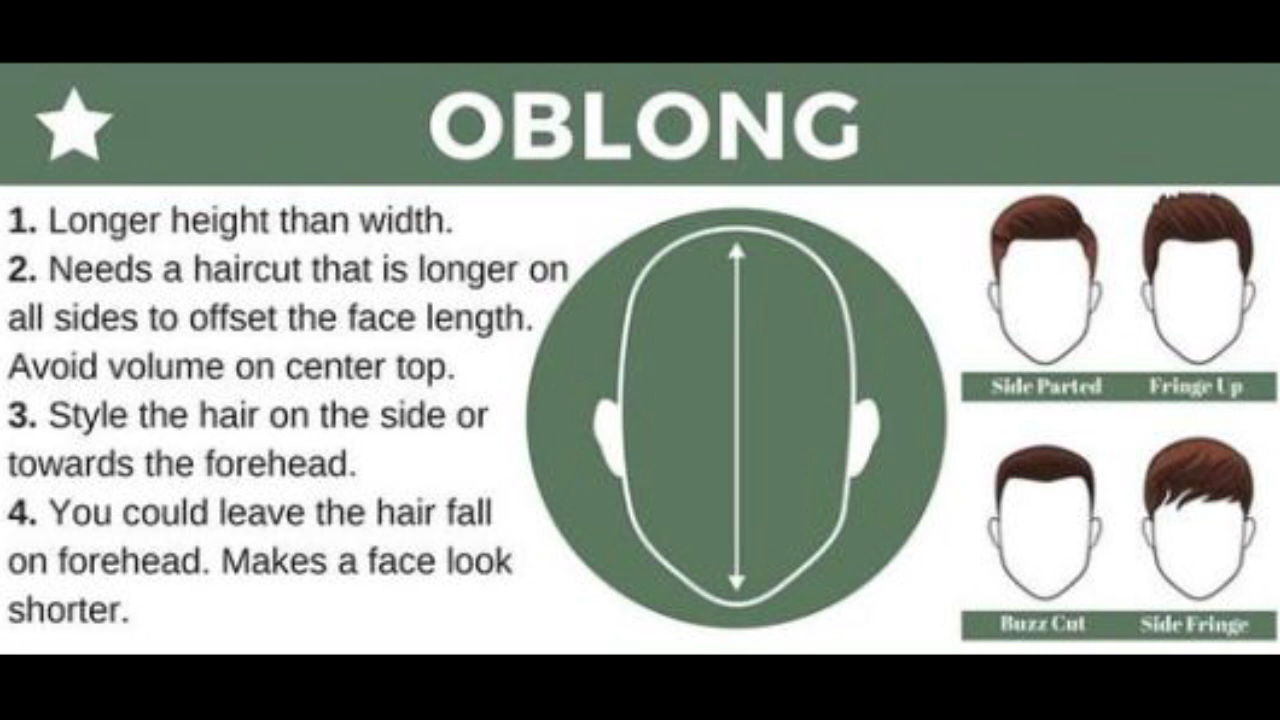 OBLONG
1. Longer height than width.
2. Needs a haircut that is longer on
all sides to offset the face length.
Avoid volume on center top.
3. Style the hair on the side or
towards the forehead.
4. You could leave the hair fall
on forehead. Makes a face look
shorter.
Side Parted Fringe Up
Buzz Cut Side Fringe